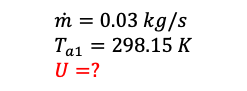 ṁ = 0.03 kg/s
Tₐ₁ = 298.15 K
U =?